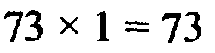 73 × 1 = 73